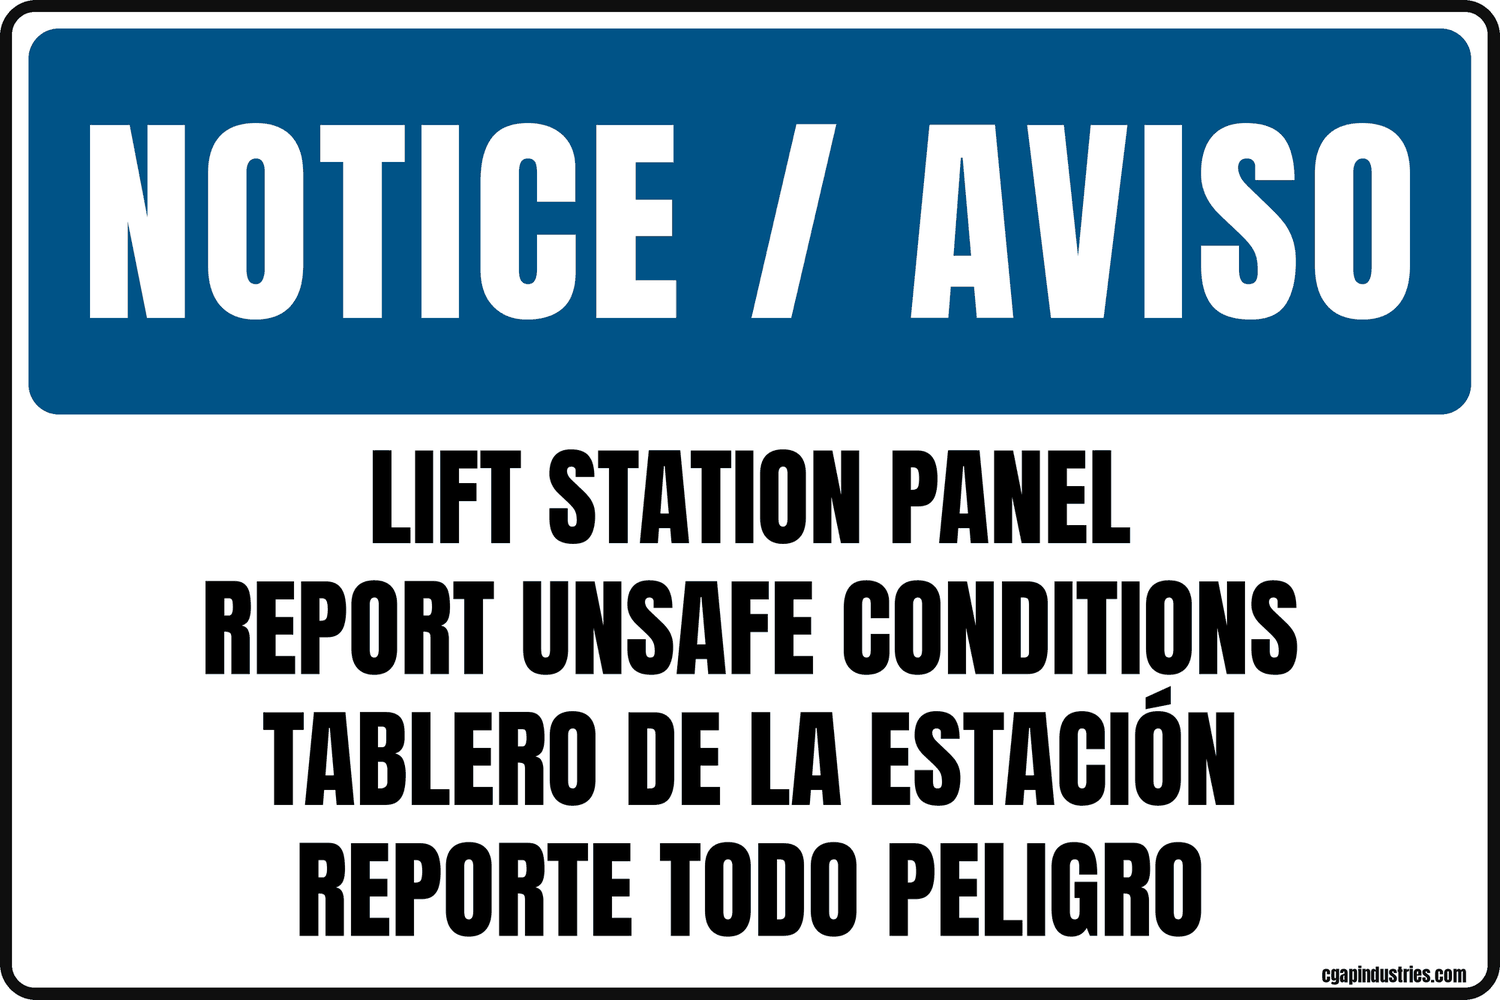 NOTICE / AVISO
LIFT STATION PANEL
REPORT UNSAFE CONDITIONS
TABLERO DE LA ESTACIÓN
REPORTE TODO PELIGRO
cgapindustries.com